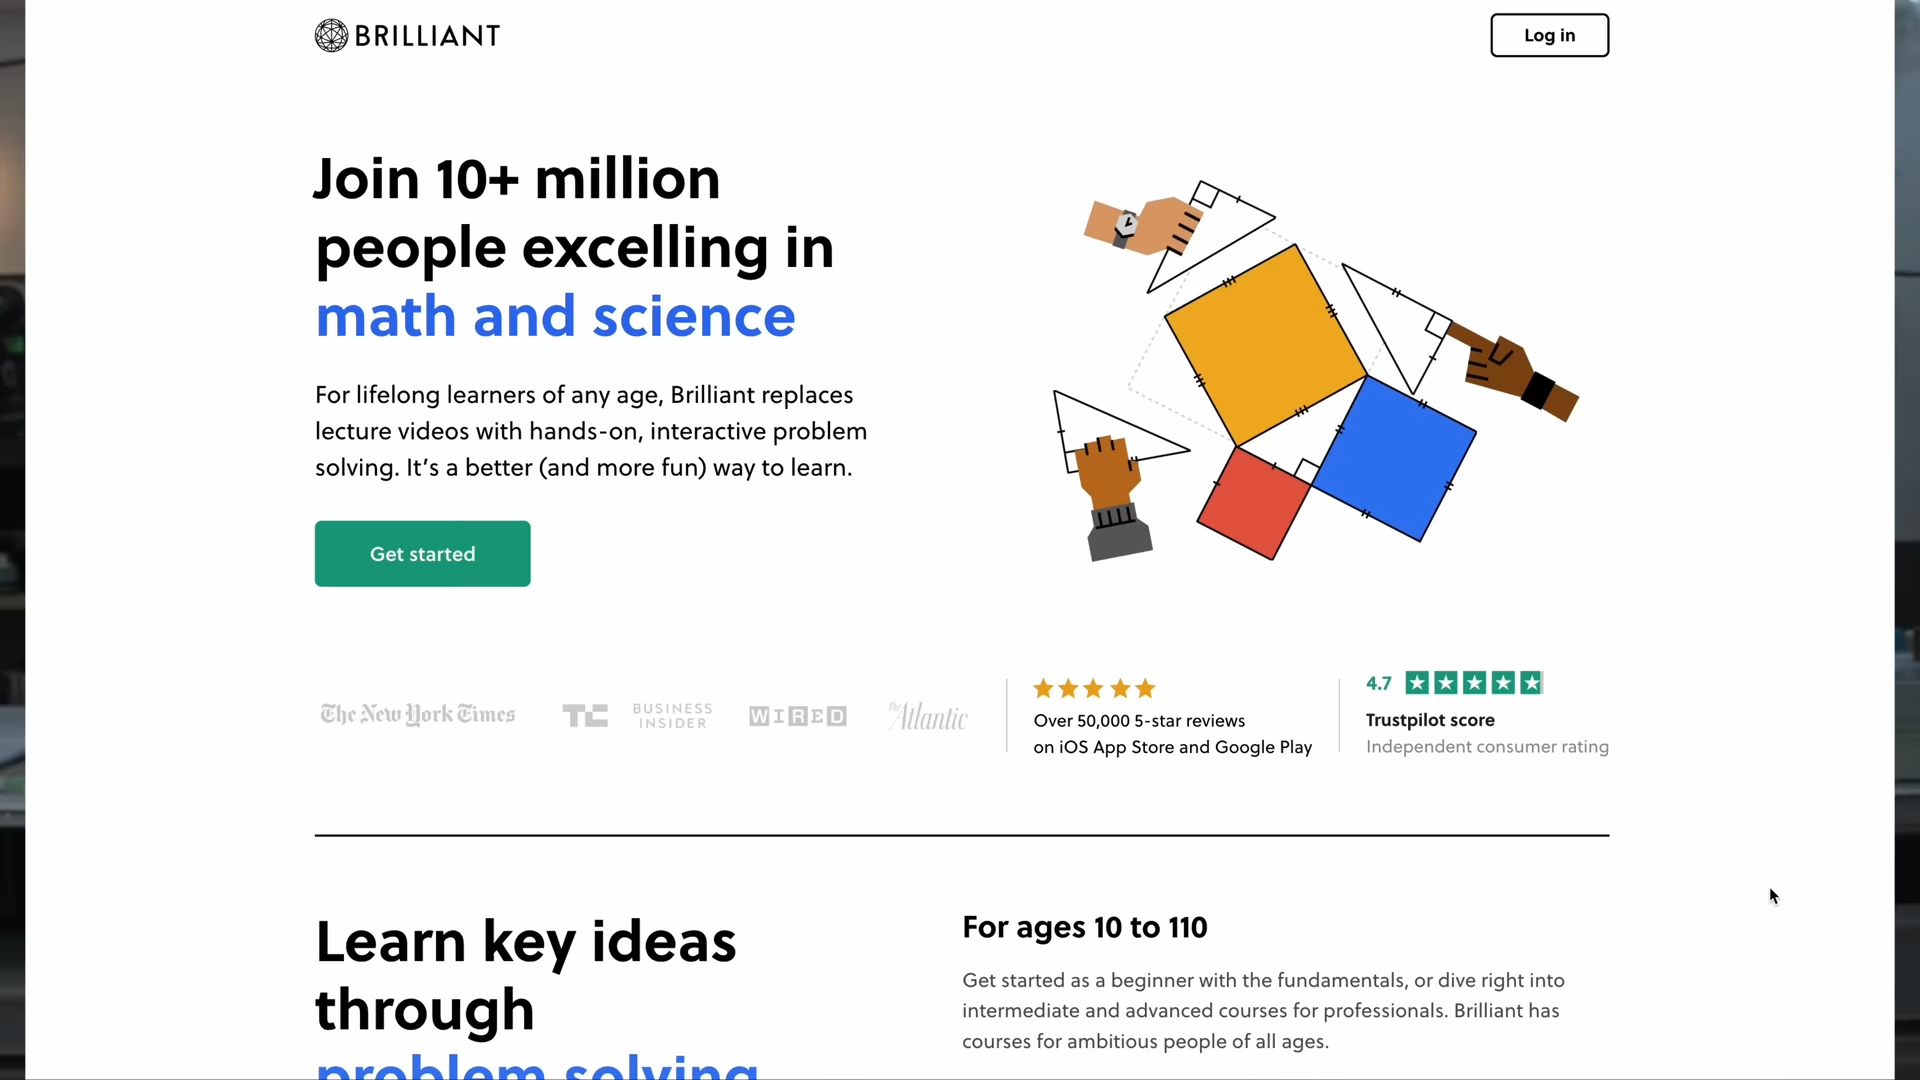 BRILLIANT
Log in
Join 10+ million
people excelling in
math and science
For lifelong learners of any age, Brilliant replaces
lecture videos with hands-on, interactive problem
solving. It’s a better (and more fun) way to learn.
Get started
The New York Times
TC
BUSINESS
INSIDER
WIRED
The Atlantic
Over 50,000 5-star reviews
on iOS App Store and Google Play
4.7
Trustpilot score
Independent consumer rating
Learn key ideas
through
problem solving
For ages 10 to 110
Get started as a beginner with the fundamentals, or dive right into
intermediate and advanced courses for professionals. Brilliant has
courses for ambitious people of all ages.